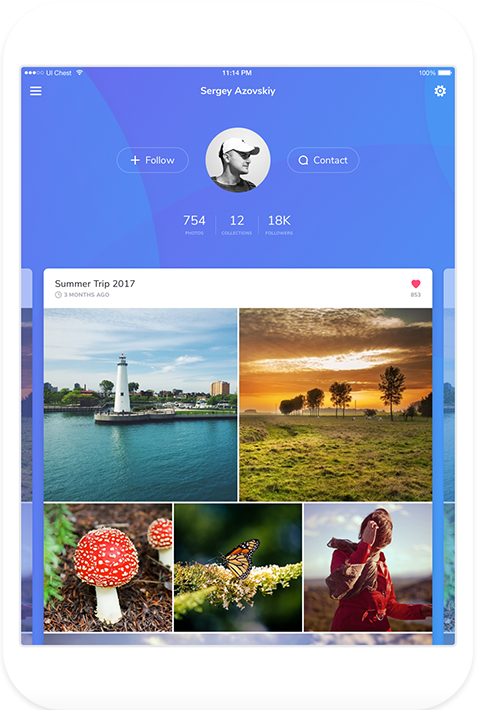 UI Chest 11:14 PM 100%
Sergey Azovskiy
Follow Contact
754 12 18K
PHOTOS COLLECTIONS FOLLOWERS
Summer Trip 2017
3 MONTHS AGO 853